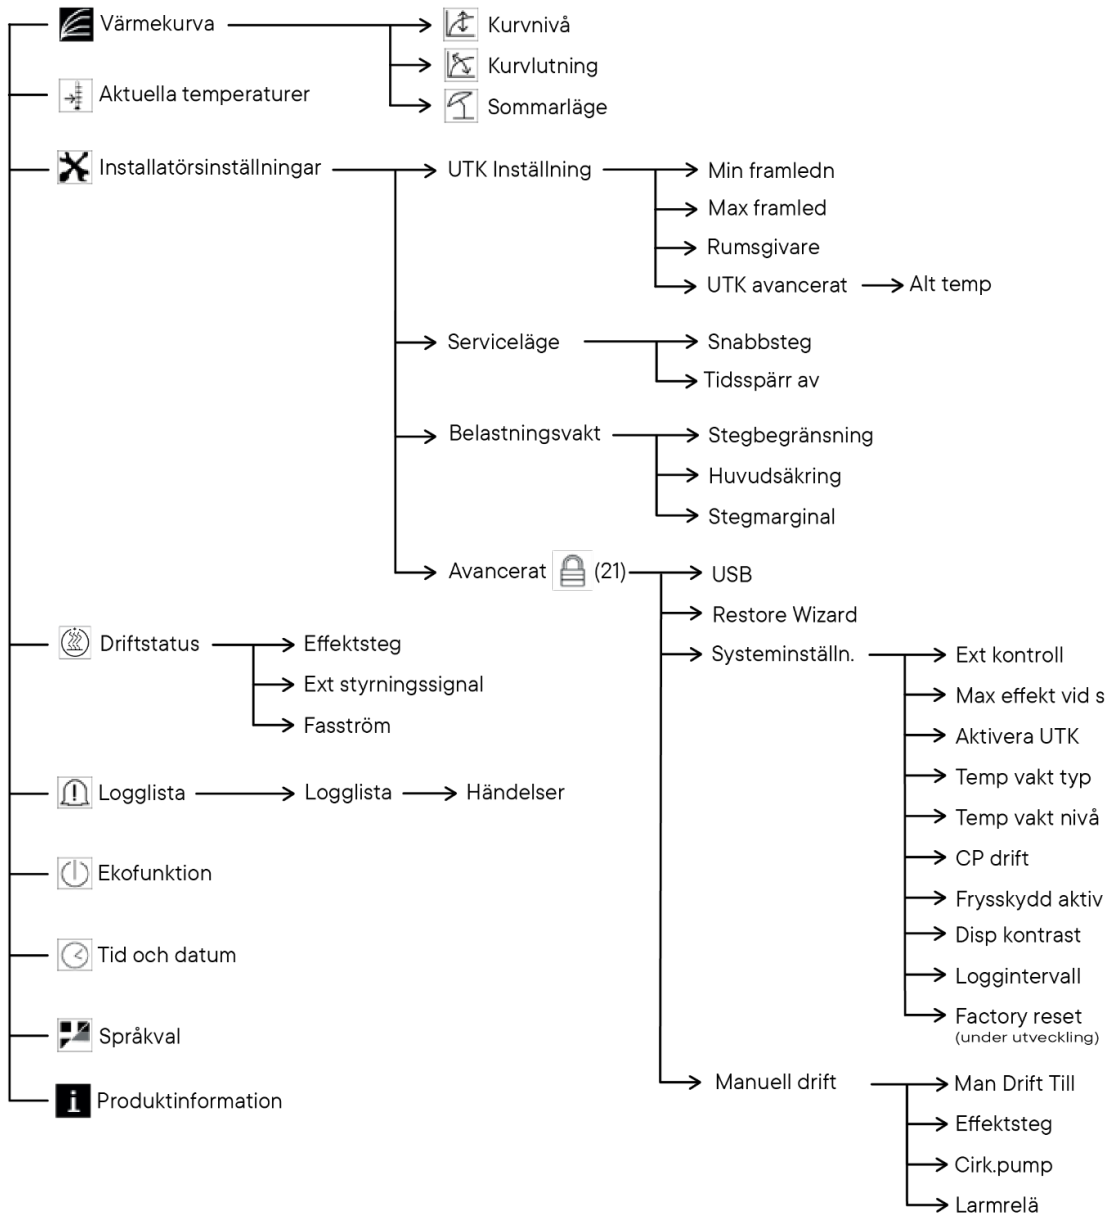 Värmekurva
Kurvnivå
Kurvlutning
Sommarläge
Aktuella temperaturer
Installatörsinställningar
UTK Inställning
Min framledn
Max framled
Rumsgivare
UTK avancerat
Alt temp
Serviceläge
Snabbsteg
Tidsspärr av
Belastningsvakt
Stegbegränsning
Huvudsäkring
Stegmarginal
Avancerat (21)
USB
Restore Wizard
Systeminställn.
Ext kontroll
Max effekt vid s
Aktivera UTK
Temp vakt typ
Temp vakt nivå
CP drift
Frysskydd aktiv
Disp kontrast
Loggintervall
Factory reset
(under utveckling)
Manuell drift
Man Drift Till
Effektsteg
Cirk.pump
Larmrelä
Driftstatus
Effektsteg
Ext styrningssignal
Fasström
Logglista
Logglista
Händelser
Ekofunktion
Tid och datum
Språkval
i Produktinformation